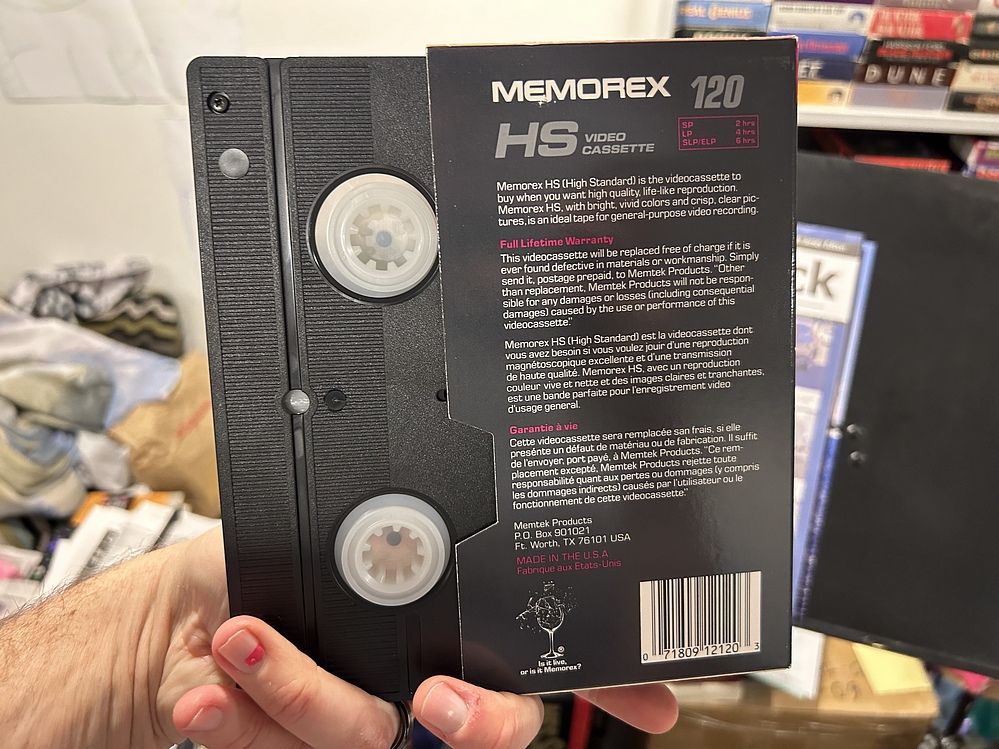 MEMOREX 120
HS VIDEO
CASSETTE
SP 2 hrs
LP 4 hrs
SLP/ELP 6 hrs
Memorex HS (High Standard) is the videocassette to
buy when you want high quality, life-like reproduction.
Memorex HS, with bright, vivid colors and crisp, clear pic-
tures, is an ideal tape for general-purpose video recording.
Full Lifetime Warranty
This videocassette will be replaced free of charge if it is
ever found defective in materials or workmanship. Simply
send it, postage prepaid, to Memtek Products. "Other
than replacement, Memtek Products will not be respon-
sible for any damages or losses (including consequential
damages) caused by the use or performance of this
videocassette."
Memorex HS (High Standard) est la videocassette dont
vous avez besoin si vous voulez jouir d'une reproduction
magnétoscopique excellente et d'une transmission
de haute qualité. Memorex HS, avec un reproduction
couleur vive et nette et des images claires et tranchantes,
est une bande parfaite pour l'enregistrement video
d'usage general.
Garantie à vie
Cette videocassette sera remplacée san frais, si elle
presénte un défaut de matériau ou de fabrication. Il suffit
de l'envoyer, port payé, à Memtek Products. "Ce rem-
placement excepté, Memtek Products rejette toute
responsabilité quant aux pertes ou dommages (y compris
les dommages indirects) causés par l'utilisateur ou le
fonctionnement de cette videocassette."
Memtek Products
P.O. Box 901021
Ft. Worth, TX 76101 USA
MADE IN THE U.S.A
Fabrique aux Etats-Unis
Is it live,
or is it Memorex?
®
0 71809 12120 3
DUNE
ck